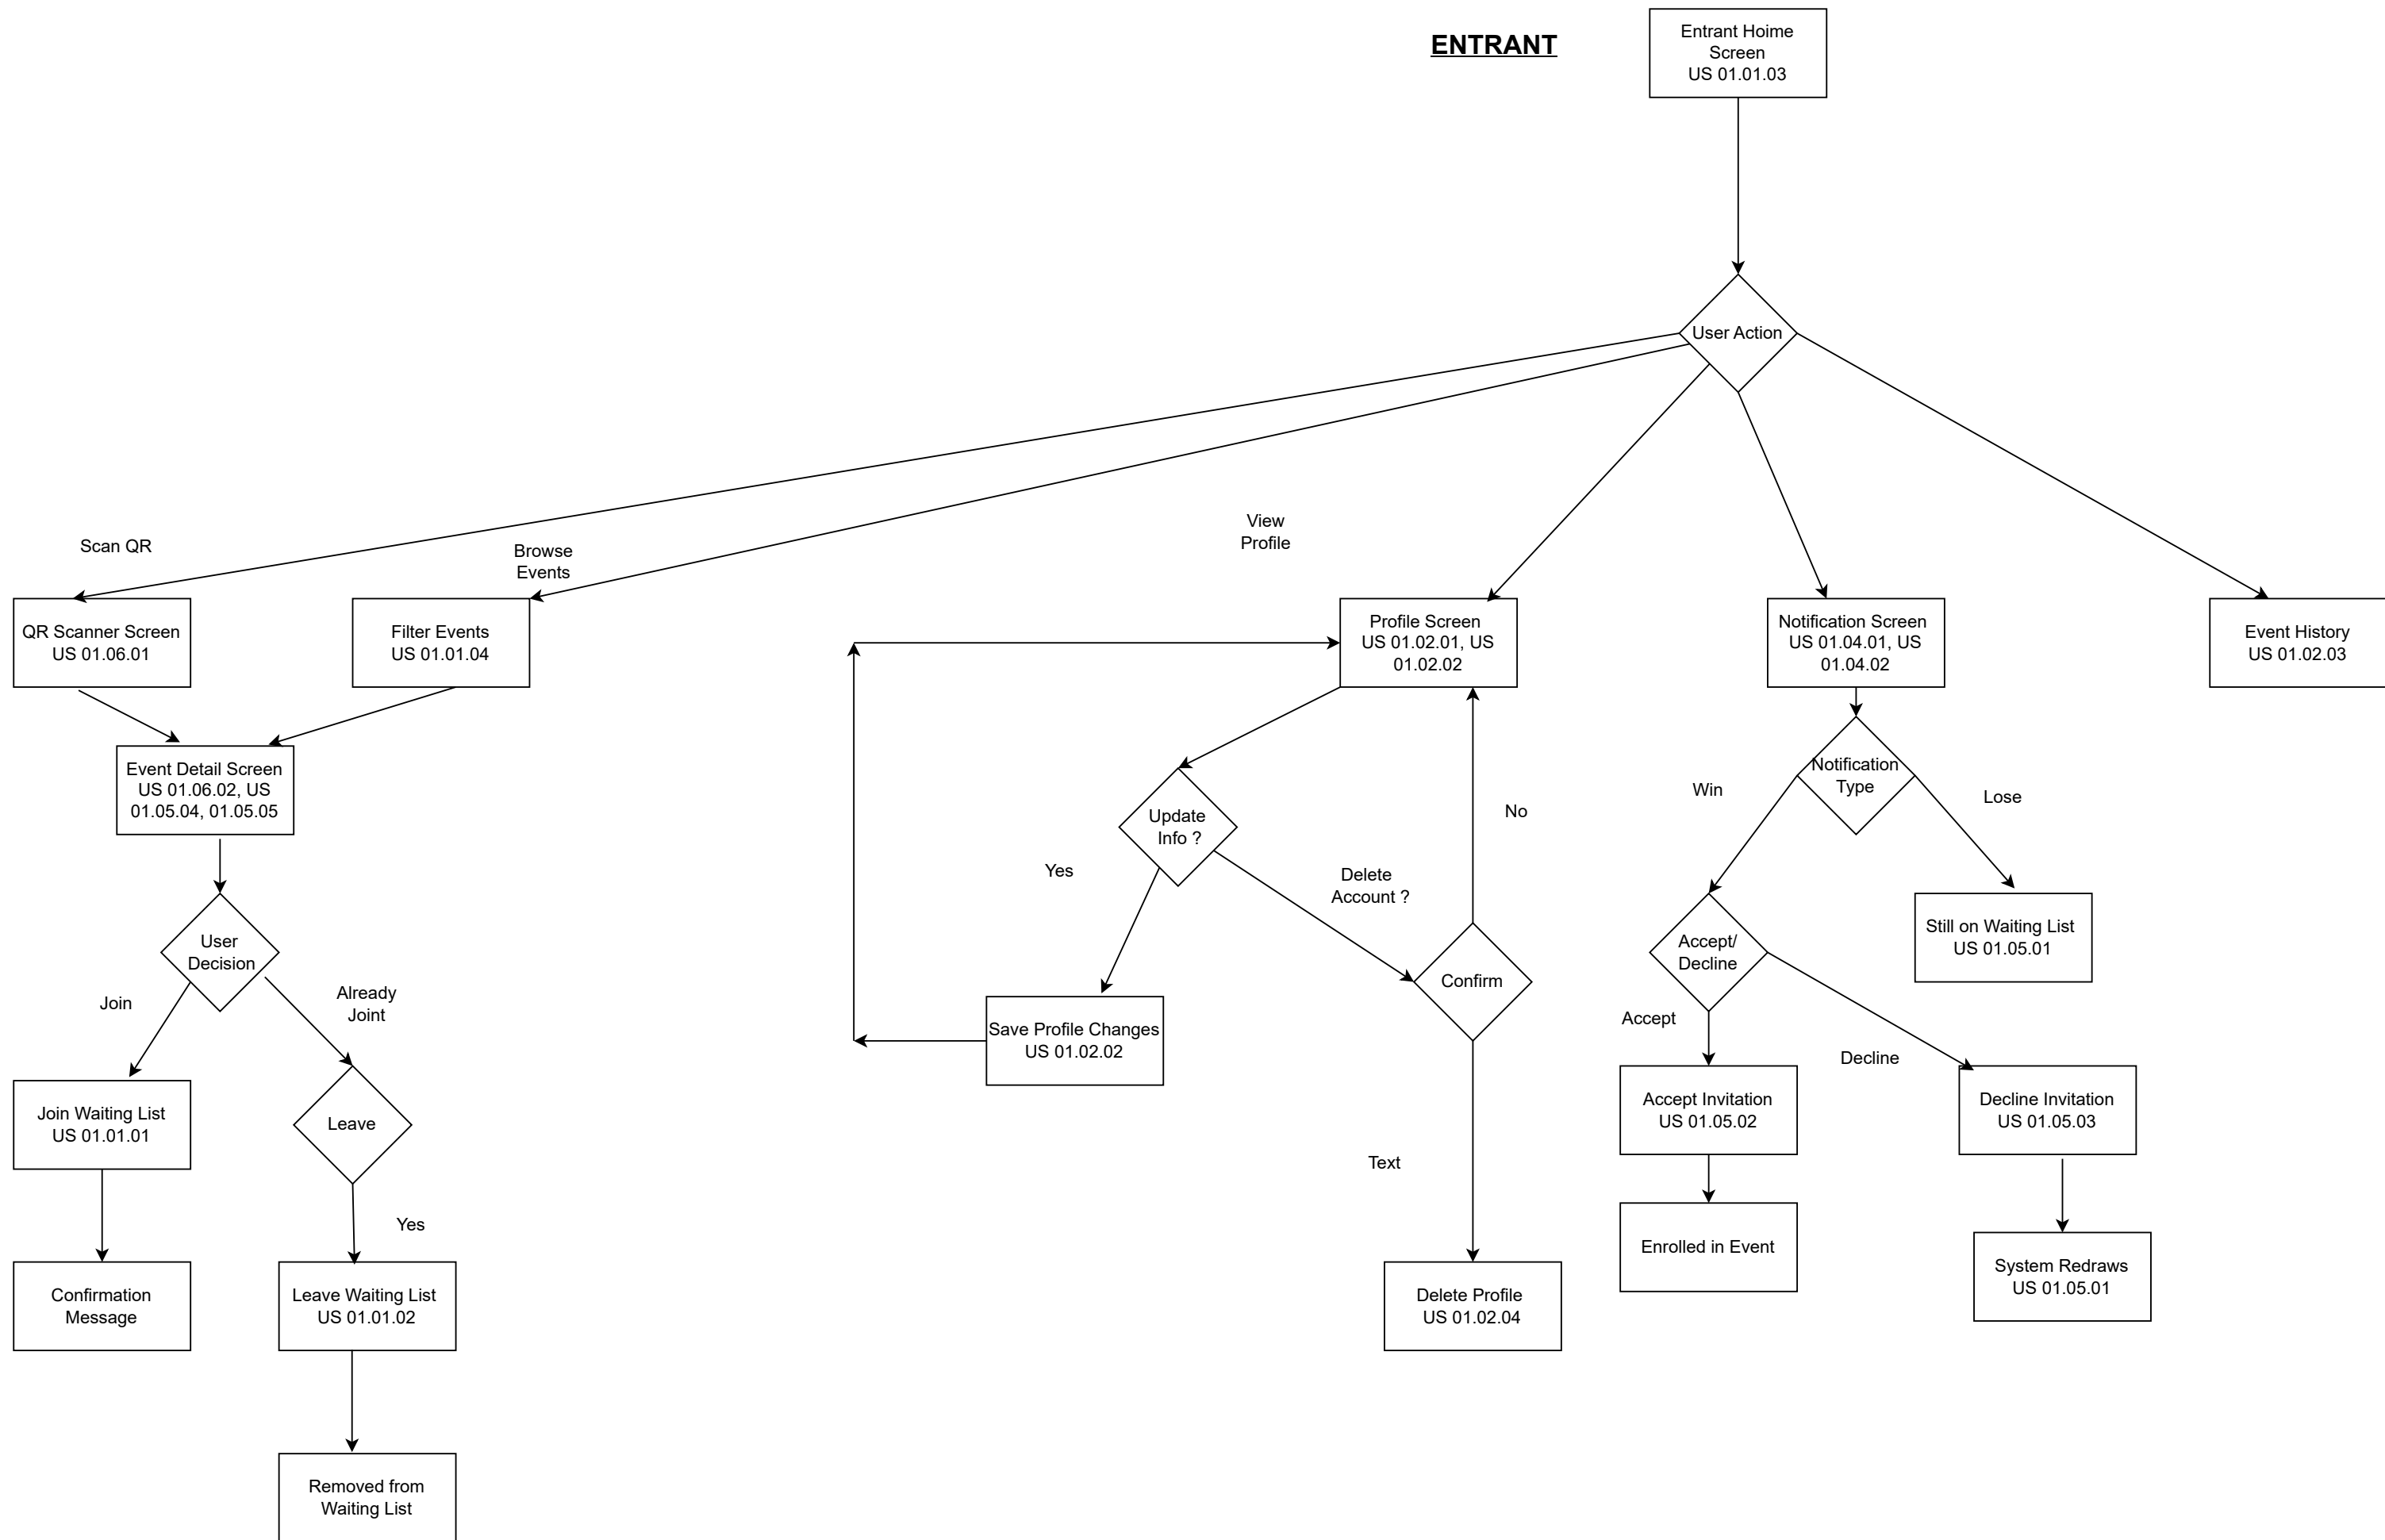 ENTRANT
Entrant Hoime
Screen
US 01.01.03
User Action
Scan QR
Browse
Events
View
Profile
QR Scanner Screen
US 01.06.01
Filter Events
US 01.01.04
Profile Screen
US 01.02.01, US
01.02.02
Notification Screen
US 01.04.01, US
01.04.02
Event History
US 01.02.03
Event Detail Screen
US 01.06.02, US
01.05.04, 01.05.05
Update
Info ?
No
Notification
Type
Win
Lose
Yes
Delete
Account ?
User
Decision
Join
Already
Joint
Confirm
Accept/
Decline
Still on Waiting List
US 01.05.01
Save Profile Changes
US 01.02.02
Accept
Decline
Join Waiting List
US 01.01.01
Leave
Accept Invitation
US 01.05.02
Decline Invitation
US 01.05.03
Text
Yes
Enrolled in Event
System Redraws
US 01.05.01
Confirmation
Message
Leave Waiting List
US 01.01.02
Delete Profile
US 01.02.04
Removed from
Waiting List